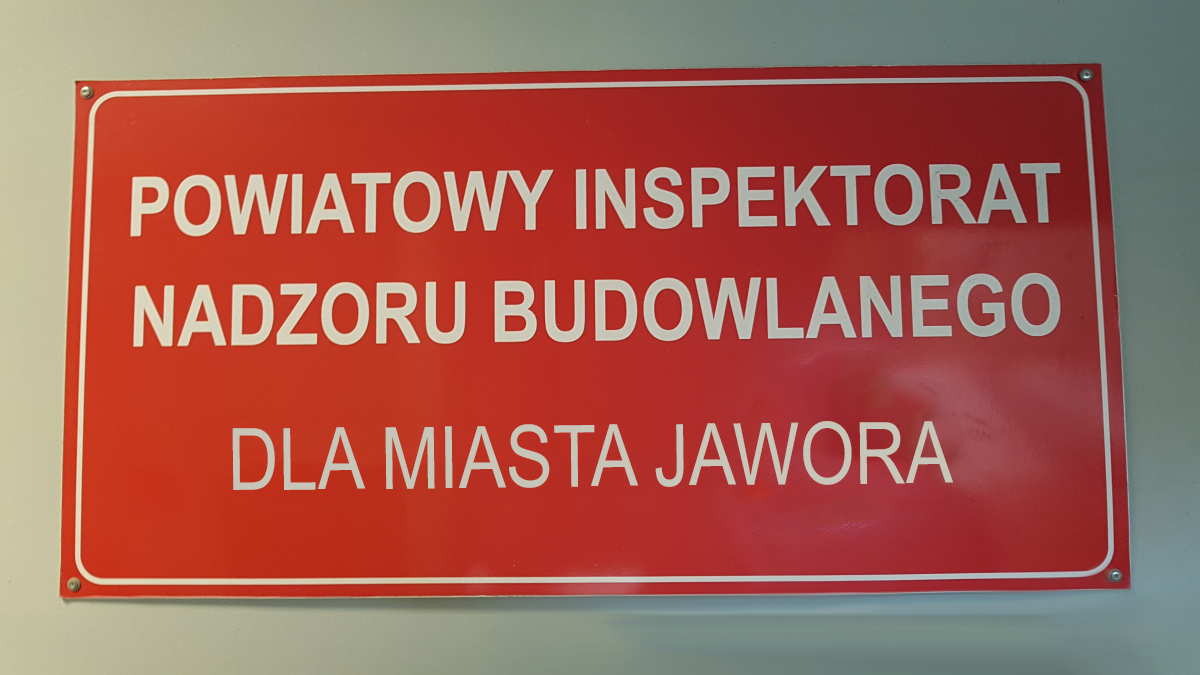 POWIATOWY INSPEKTORAT
NADZORU BUDOWLANEGO
DLA MIASTA JAWORA